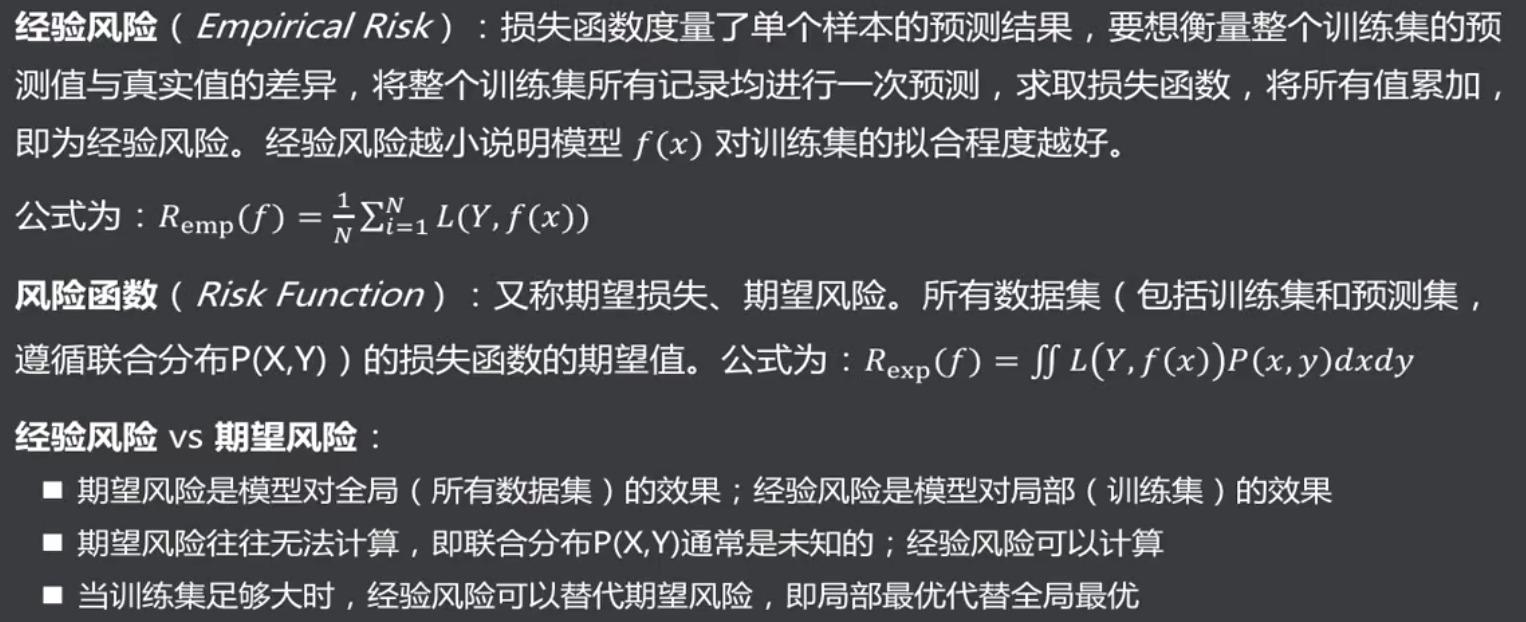 经验风险（Empirical Risk）：损失函数度量了单个样本的预测结果，要想衡量整个训练集的预
测值与真实值的差异，将整个训练集所有记录均进行一次预测，求取损失函数，将所有值累加，
即为经验风险。经验风险越小说明模型 f(x) 对训练集的拟合程度越好。
公式为：R_emp(f) = 1/N ∑_{i=1}^{N} L(Y, f(x))
风险函数（Risk Function）：又称期望损失、期望风险。所有数据集（包括训练集和预测集，
遵循联合分布P(X,Y)）的损失函数的期望值。公式为：R_exp(f) = ∬ L(Y, f(x))P(x, y)dxdy
经验风险 vs 期望风险：
■ 期望风险是模型对全局（所有数据集）的效果；经验风险是模型对局部（训练集）的效果
■ 期望风险往往无法计算，即联合分布P(X,Y)通常是未知的；经验风险可以计算
■ 当训练集足够大时，经验风险可以替代期望风险，即局部最优代替全局最优